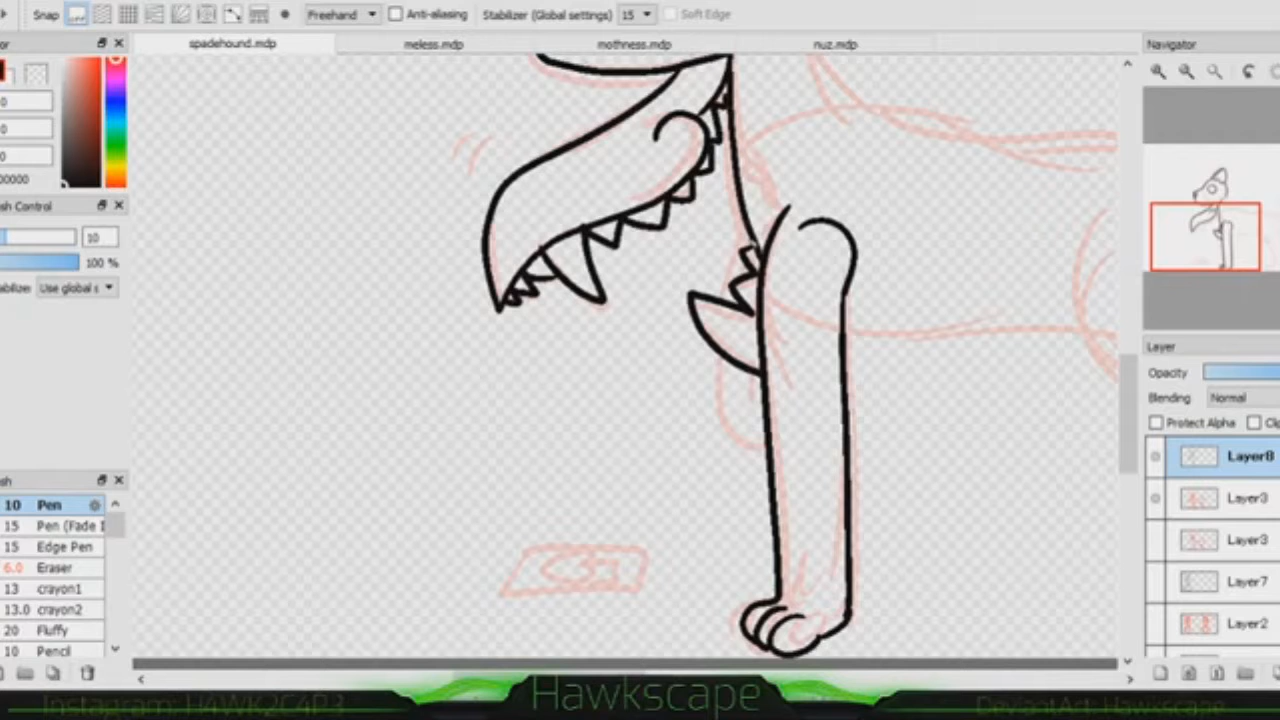 Snap Freehand Anti-aliasing Stabilizer (Global settings) 15 Soft Edge
spadehound.mdp meless.mdp mothness.mdp nuz.mdp
Navigator
Control
10
100 %
Use global s
10 Pen
15 Pen (Fade I
15 Edge Pen
6.0 Eraser
13 crayon1
13.0 crayon2
20 Fluffy
10 Pencil
Layer
Opacity
Blending Normal
Protect Alpha
Layer8
Layer9
Layer3
Layer7
Layer2
Instagram: H4WK2C4P3
Hawkscape
DeviantArt: Hawkscape